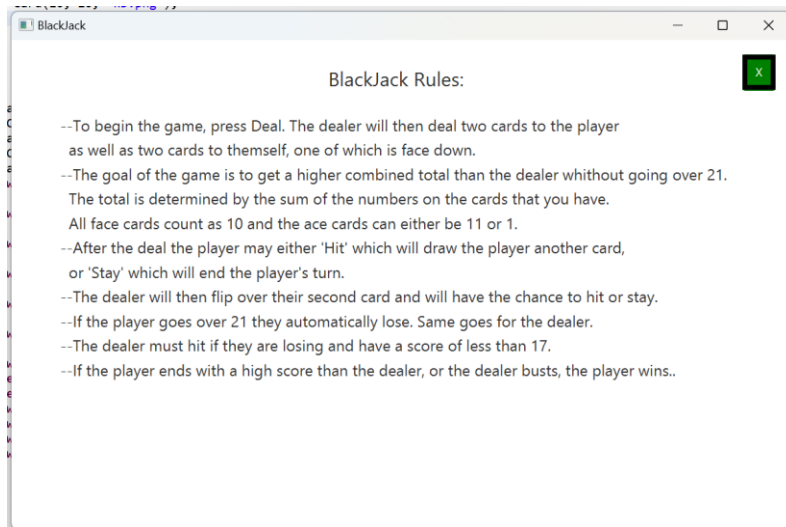 BlackJack
BlackJack Rules:
X
--To begin the game, press Deal. The dealer will then deal two cards to the player
as well as two cards to themself, one of which is face down.
--The goal of the game is to get a higher combined total than the dealer whithout going over 21.
The total is determined by the sum of the numbers on the cards that you have.
All face cards count as 10 and the ace cards can either be 11 or 1.
--After the deal the player may either 'Hit' which will draw the player another card,
or 'Stay' which will end the player's turn.
--The dealer will then flip over their second card and will have the chance to hit or stay.
--If the player goes over 21 they automatically lose. Same goes for the dealer.
--The dealer must hit if they are losing and have a score of less than 17.
--If the player ends with a high score than the dealer, or the dealer busts, the player wins..